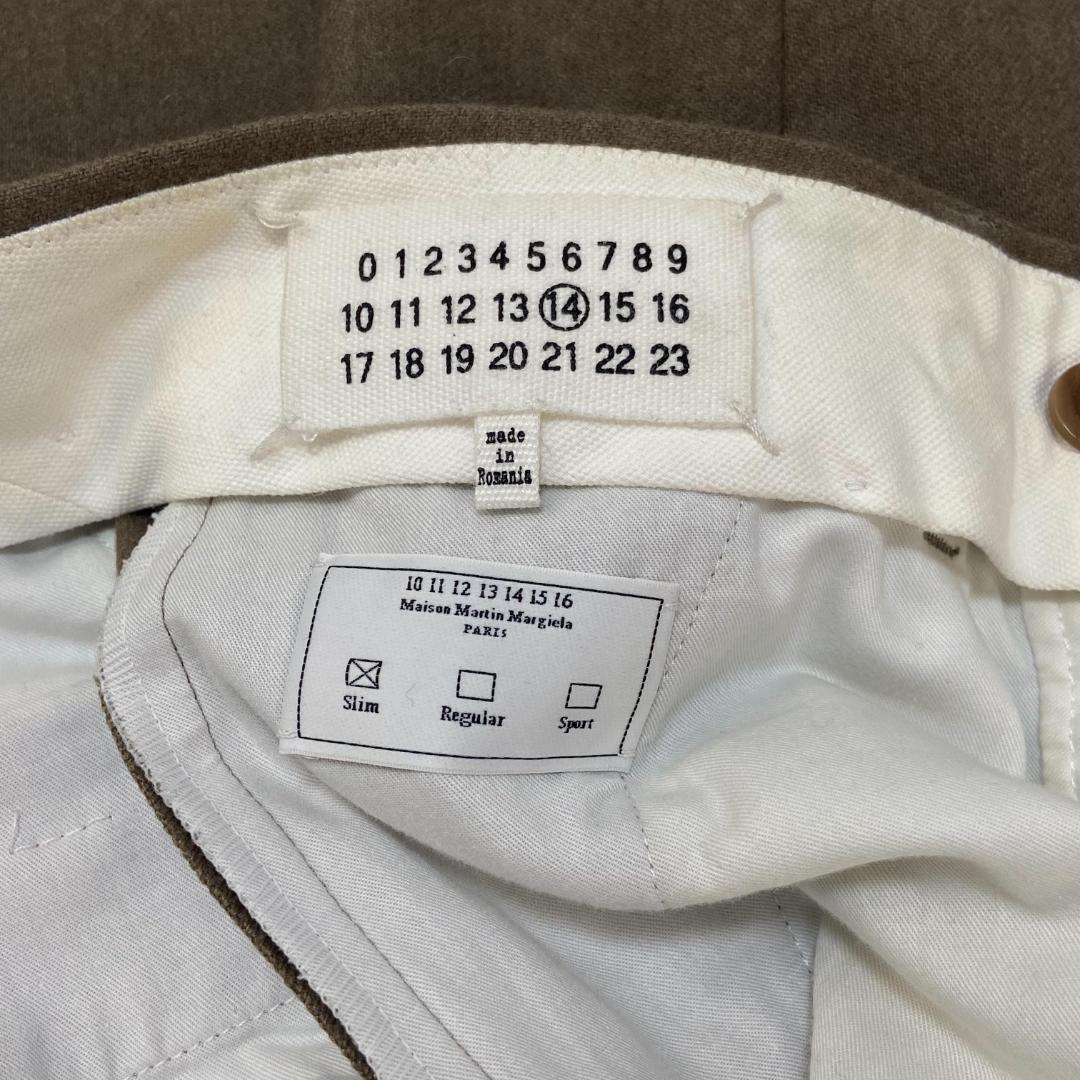 0 1 2 3 4 5 6 7 8 9
10 11 12 13 14 15 16
17 18 19 20 21 22 23
made
in
Romania
10 11 12 13 14 15 16
Maison Martin Margiela
PARIS
Slim Regular Sport